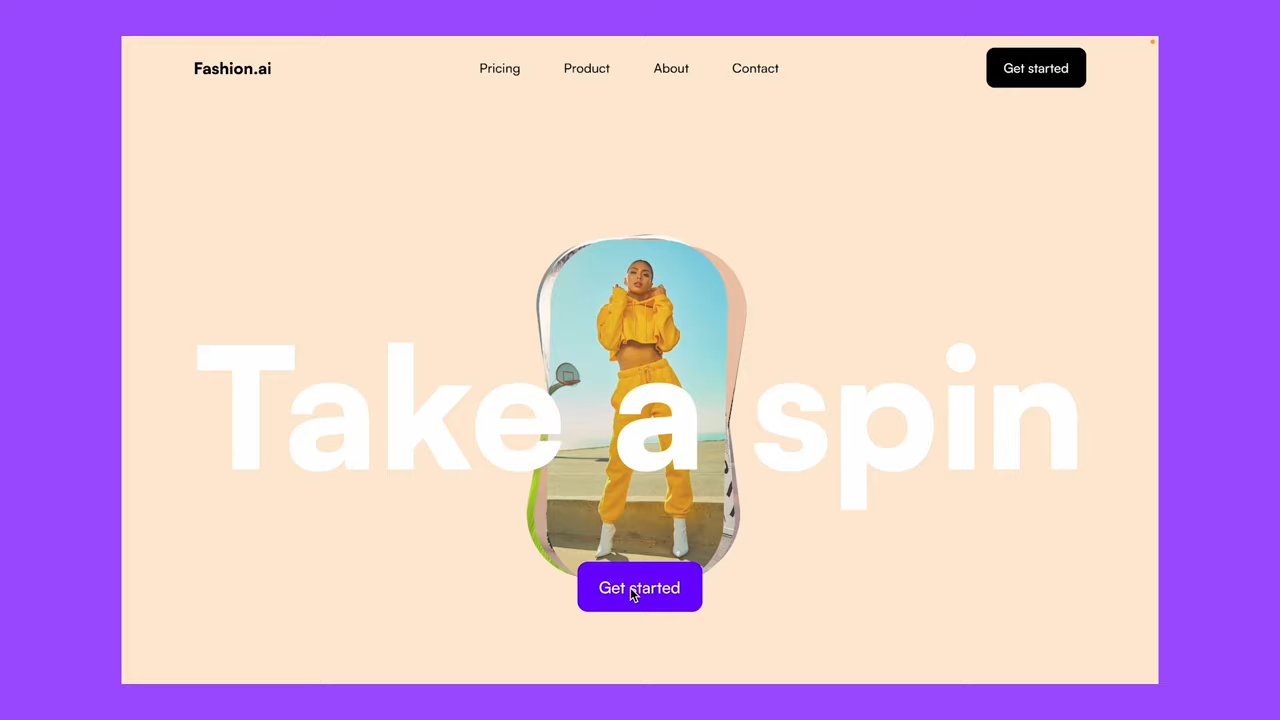 Fashion.ai
Pricing
Product
About
Contact
Get started
Take a spin
Get started